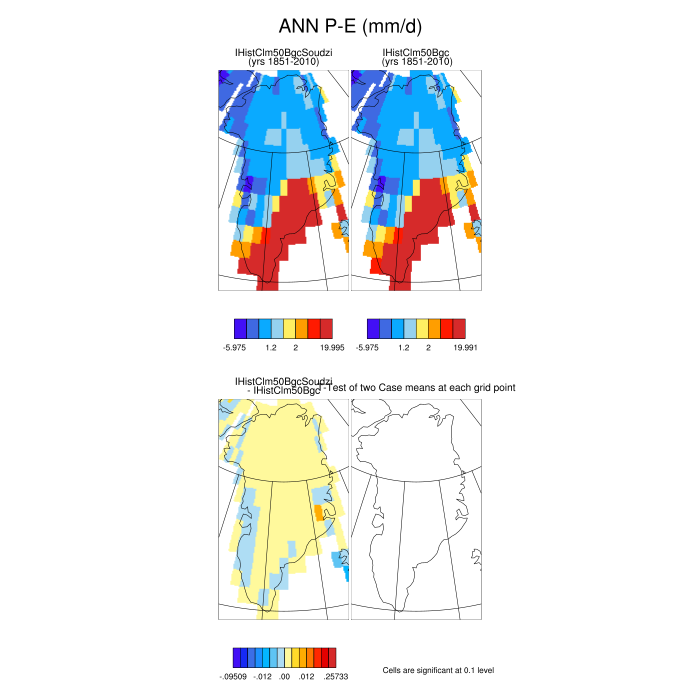 ANN P-E (mm/d)
IHistClm50BgcSoudzi
(yrs 1851-2010)
IHistClm50Bgc
(yrs 1851-2010)
-5.975 1.2 2 19.995
-5.975 1.2 2 19.991
IHistClm50BgcSoudzi
- IHistClm50Bgc
T-Test of two Case means at each grid point
-.09509 -.012 .00 .012 .25733
Cells are significant at 0.1 level